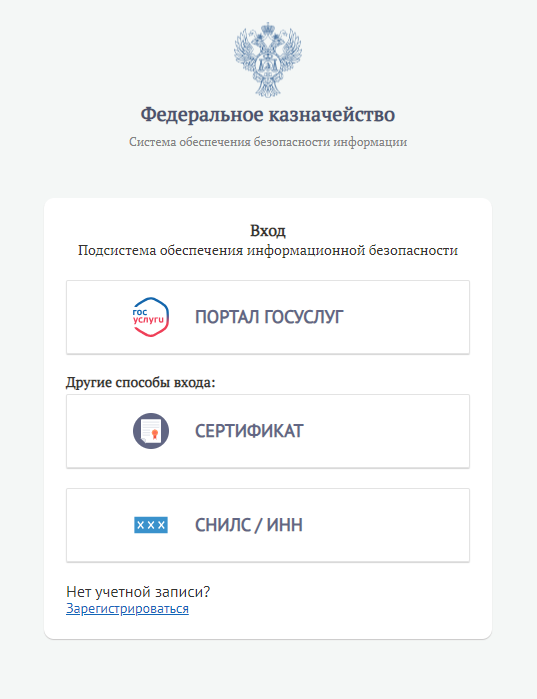 Федеральное казначейство
Система обеспечения безопасности информации
Вход
Подсистема обеспечения информационной безопасности
гос
услуги
ПОРТАЛ ГОСУСЛУГ
Другие способы входа:
СЕРТИФИКАТ
XXX
СНИЛС / ИНН
Нет учетной записи?
Зарегистрироваться